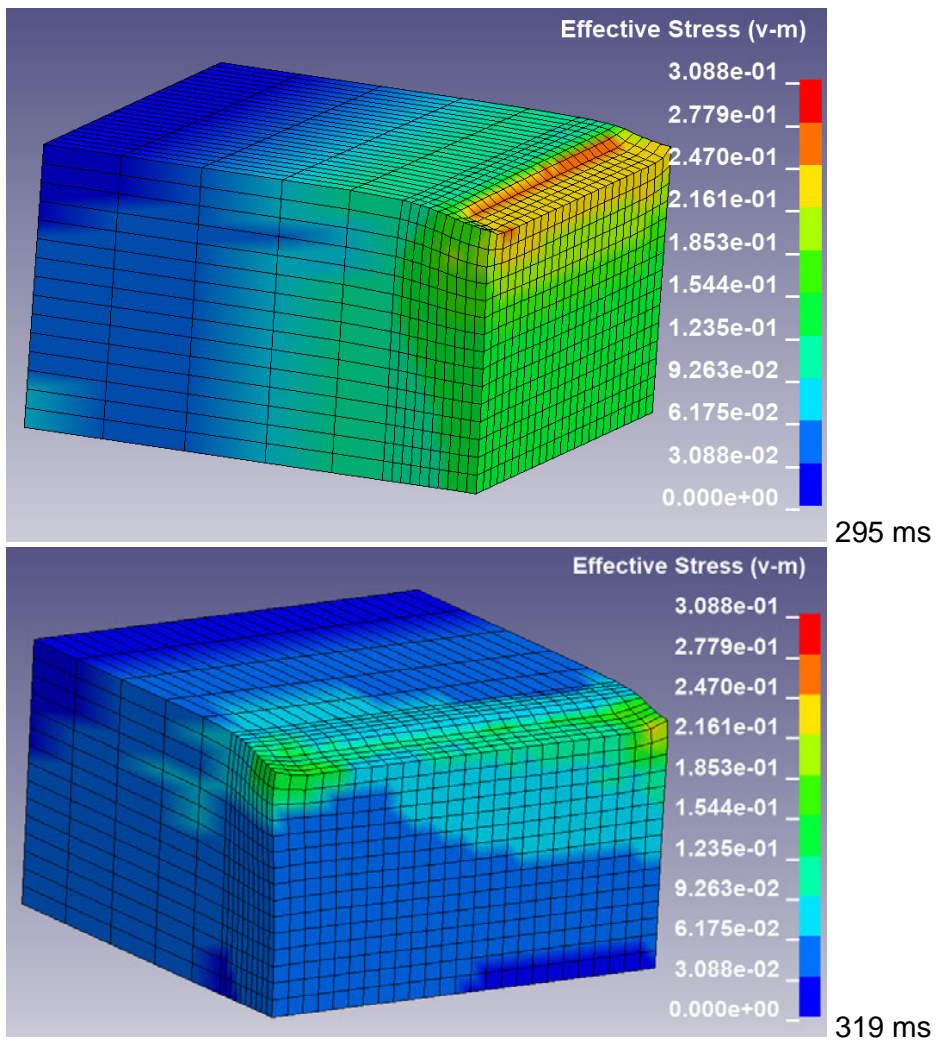 Effective Stress (v-m)
3.088e-01
2.779e-01
2.470e-01
2.161e-01
1.853e-01
1.544e-01
1.235e-01
9.263e-02
6.175e-02
3.088e-02
0.000e+00
295 ms
Effective Stress (v-m)
3.088e-01
2.779e-01
2.470e-01
2.161e-01
1.853e-01
1.544e-01
1.235e-01
9.263e-02
6.175e-02
3.088e-02
0.000e+00
319 ms